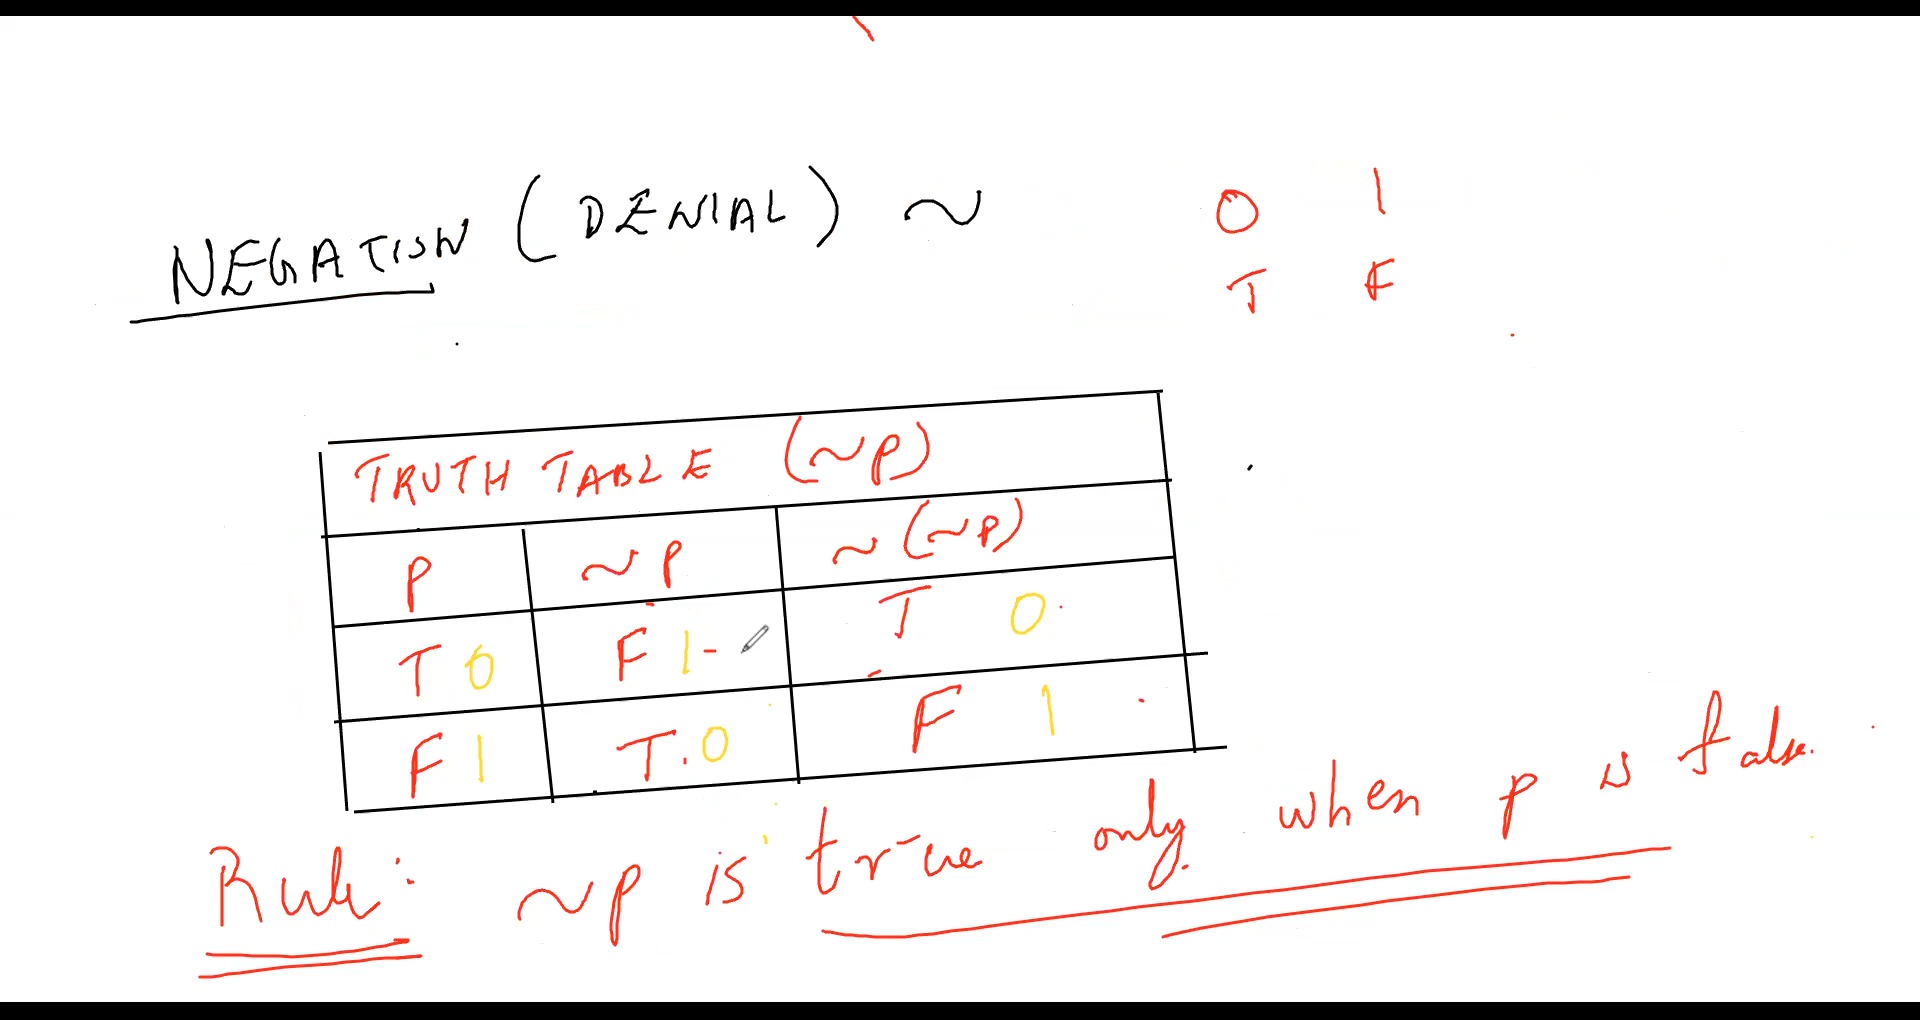 NEGATION (DENIAL) ~
0 1
T F
TRUTH TABLE (~p)
P ~P ~(~P)
T 0 F 1- T 0
F 1 T.0 F 1
Rule: ~p is true only when p is false.